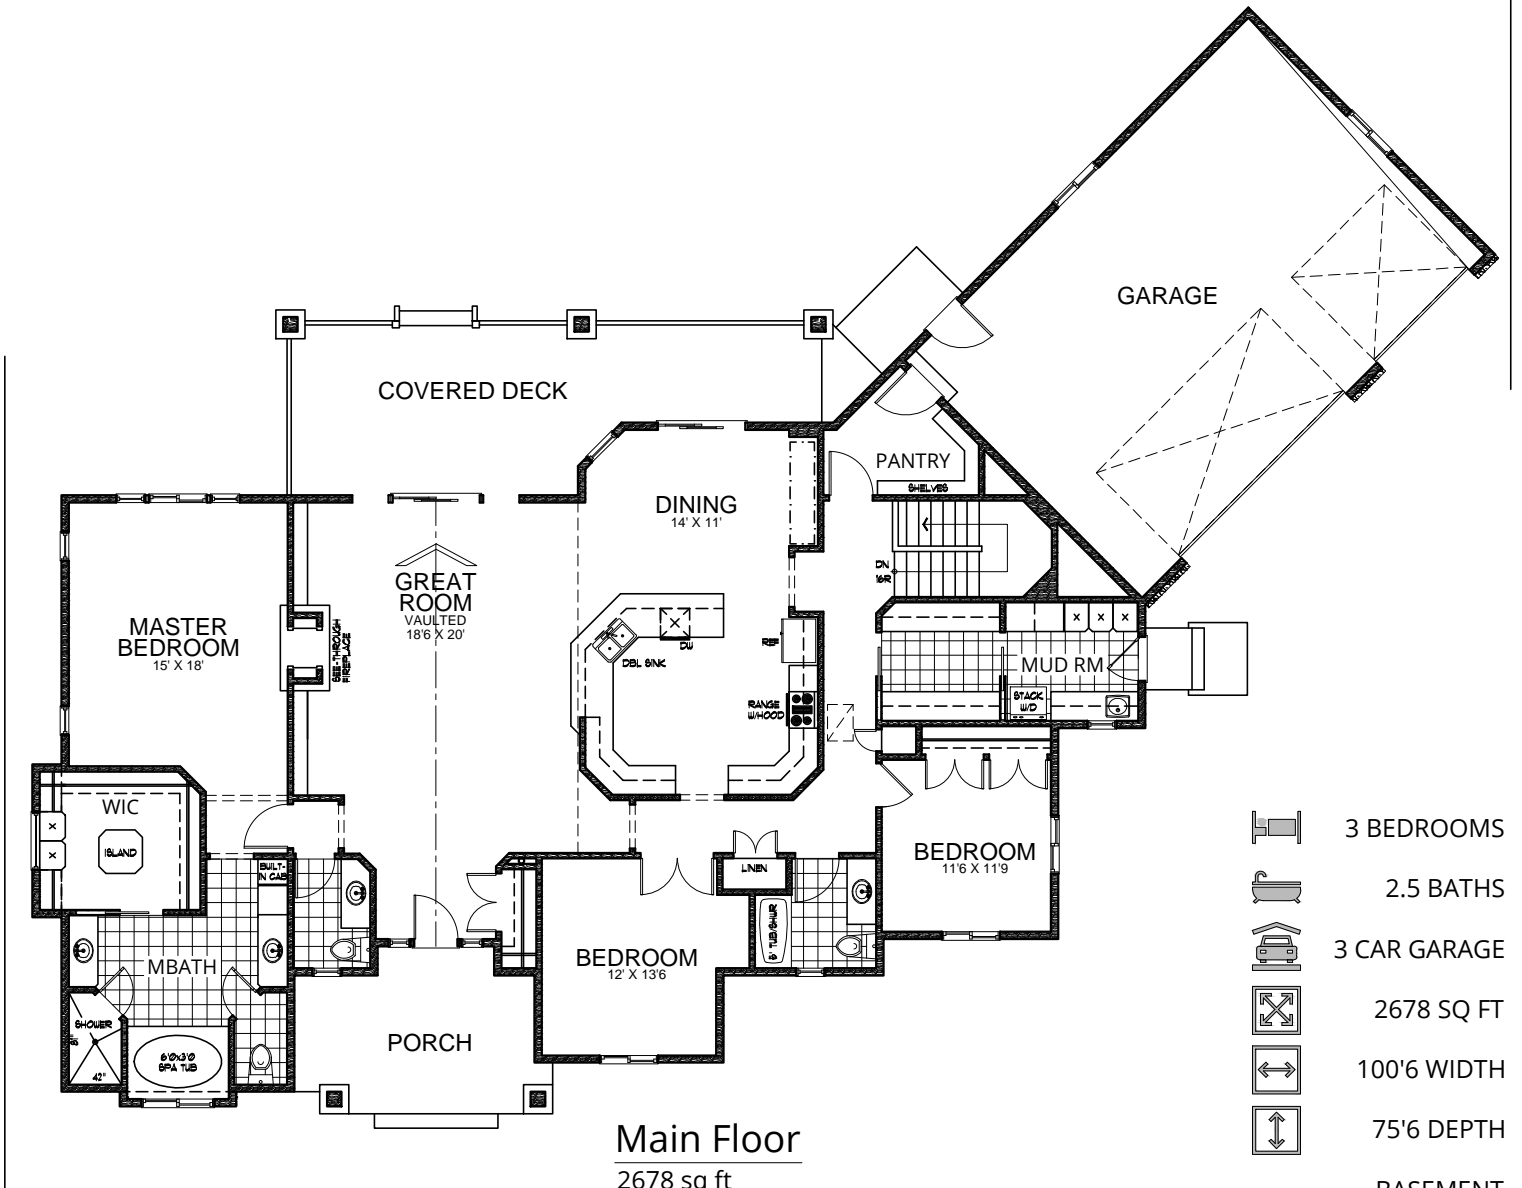 GARAGE
COVERED DECK
PANTRY
SHELVES
DINING
14' X 11'
GREAT
ROOM
VAULTED
18'6 X 20'
DN
16R
MASTER
BEDROOM
15' X 18'
SEE-THROUGH
FIREPLACE
DW
DBL SINK
REF
RANGE
W/HOOD
MUD RM
STACK
W/D
WIC
ISLAND
BUILT-
IN CAB
LINEN
BEDROOM
11'6 X 11'9
5' TUB/SHWR
BEDROOM
12' X 13'6
MBATH
SHOWER
42"
6'0x3'0
SPA TUB
PORCH
Main Floor
2678 sq ft
3 BEDROOMS
2.5 BATHS
3 CAR GARAGE
2678 SQ FT
100'6 WIDTH
75'6 DEPTH
BASEMENT